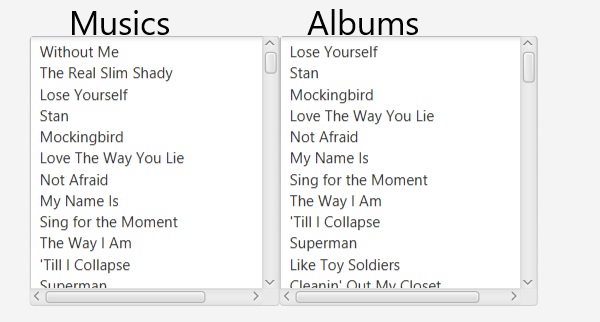 Musics
Without Me
The Real Slim Shady
Lose Yourself
Stan
Mockingbird
Love The Way You Lie
Not Afraid
My Name Is
Sing for the Moment
The Way I Am
'Till I Collapse
Superman
Albums
Lose Yourself
Stan
Mockingbird
Love The Way You Lie
Not Afraid
My Name Is
Sing for the Moment
The Way I Am
'Till I Collapse
Superman
Like Toy Soldiers
Cleanin' Out My Closet